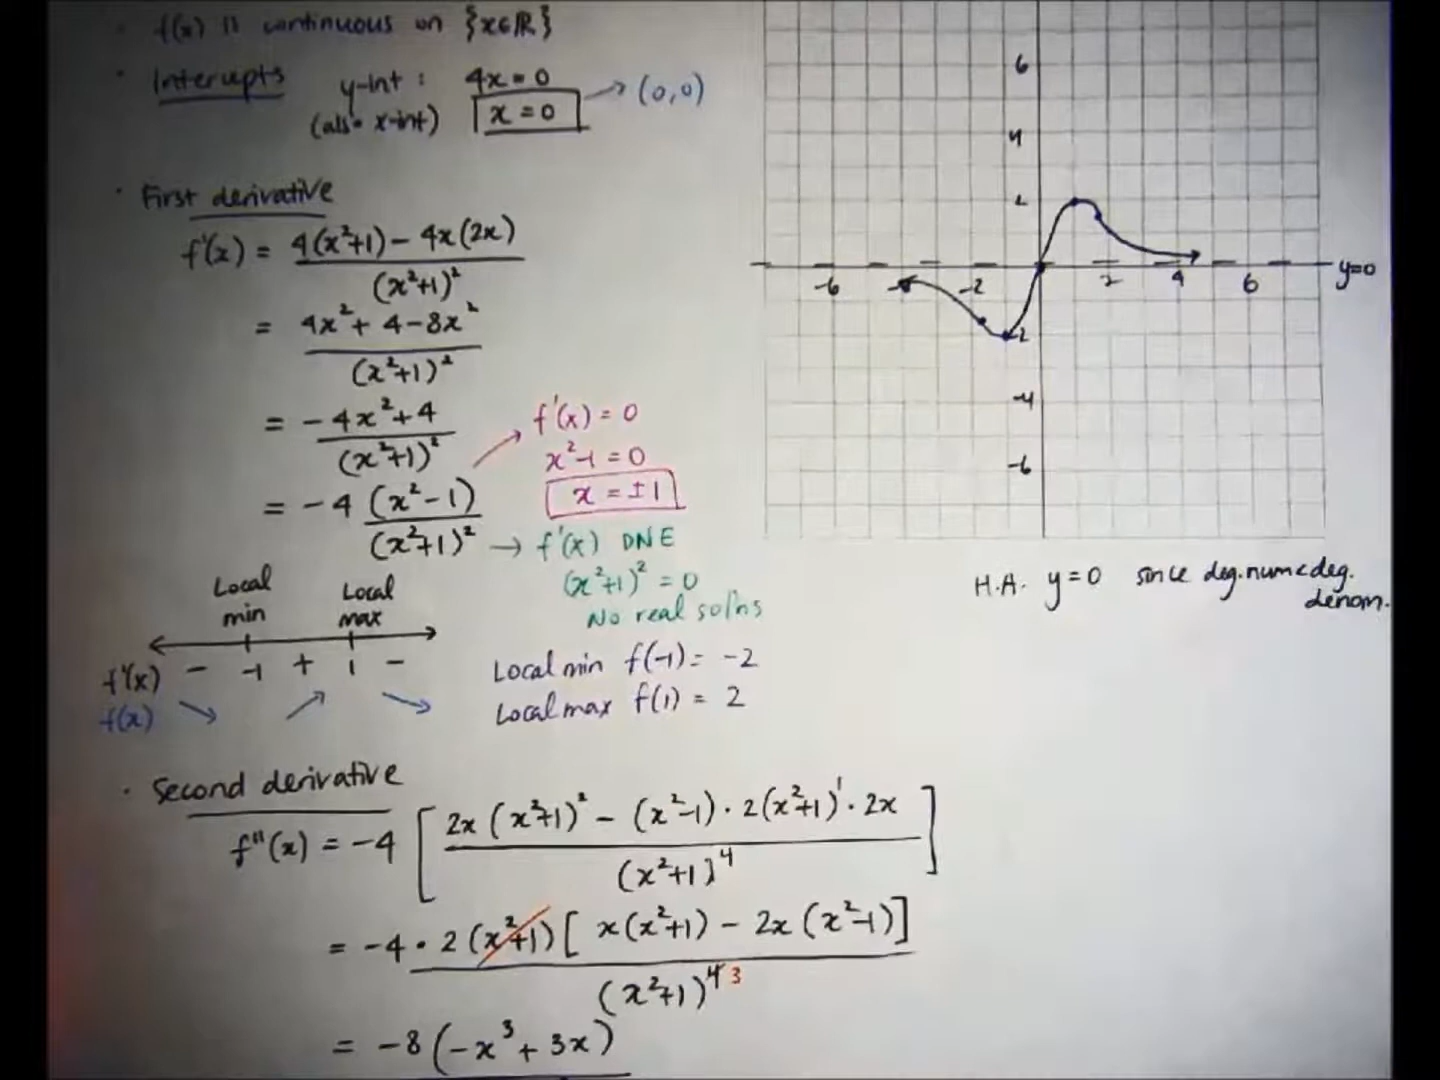 · f(x) is continuous on {x∈ℝ}
· Intercepts y-int: 4x=0
(also x-int) x=0 → (0,0)
· First derivative
f'(x) = 4(x²+1) - 4x(2x)
(x²+1)²
= 4x² + 4 - 8x²
(x²+1)²
= -4x²+4
(x²+1)²
= -4 (x²-1)
(x²+1)²
f'(x) = 0
x²-1 = 0
x = ±1
→ f'(x) DNE
(x²+1)² = 0
No real sol'ns
Local min Local max
f'(x) - -1 + 1 -
f(x)
Local min f(-1) = -2
Local max f(1) = 2
· Second derivative
f"(x) = -4 [ 2x(x²+1)² - (x²-1)·2(x²+1)¹·2x ]
(x²+1)⁴
= -4·2(x²+1)[x(x²+1) - 2x(x²-1)]
(x²+1)⁴ 3
= -8(-x³+3x)
6
4
2
-6 -2 2 4 6 y=0
-2
-4
-6
H.A. y=0 since deg.num<deg.
denom.